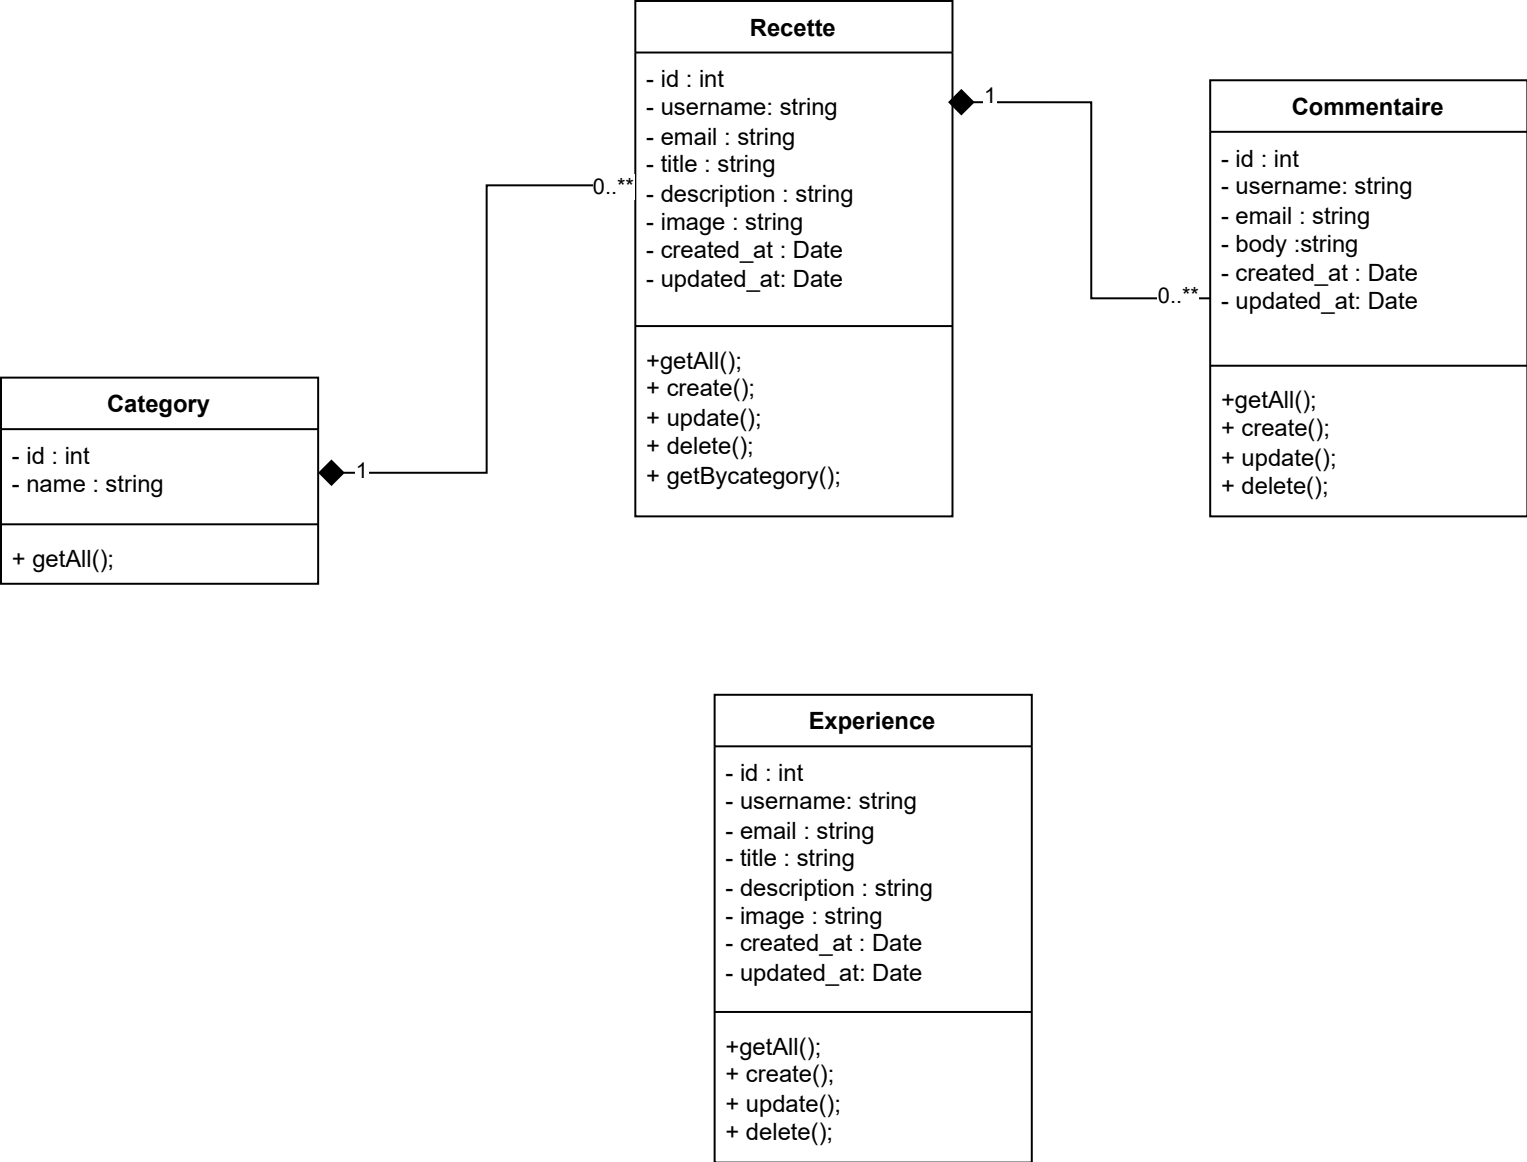 Recette
- id : int
- username: string
- email : string
- title : string
- description : string
- image : string
- created_at : Date
- updated_at: Date
+getAll();
+ create();
+ update();
+ delete();
+ getBycategory();
1
0..**
Commentaire
- id : int
- username: string
- email : string
- body :string
- created_at : Date
- updated_at: Date
+getAll();
+ create();
+ update();
+ delete();
0..**
Category
- id : int
- name : string
+ getAll();
1
Experience
- id : int
- username: string
- email : string
- title : string
- description : string
- image : string
- created_at : Date
- updated_at: Date
+getAll();
+ create();
+ update();
+ delete();